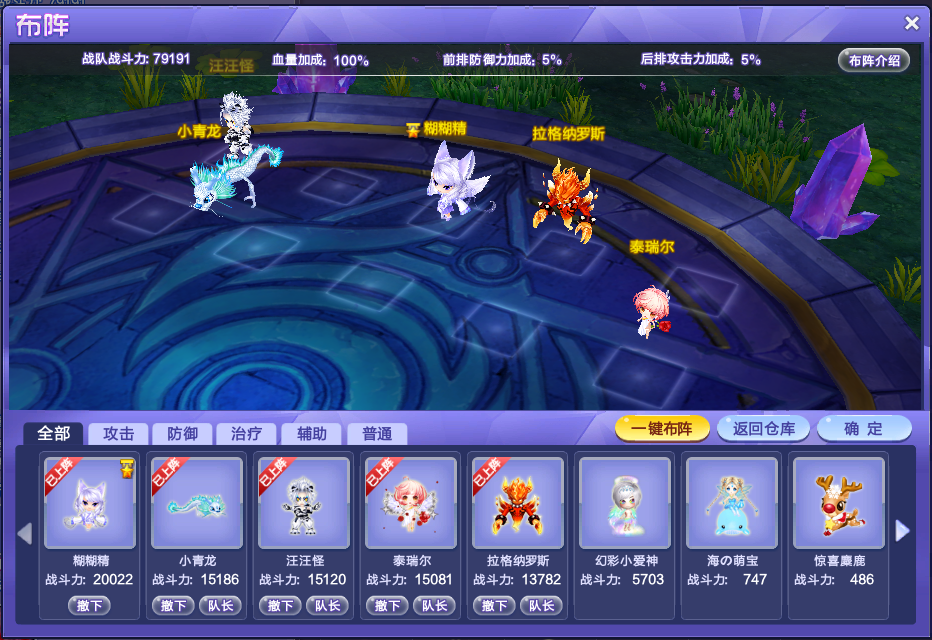 布阵
战队战斗力: 79191
血量加成: 100%
前排防御力加成: 5%
后排攻击力加成: 5%
布阵介绍
汪汪怪
小青龙
糊糊精
拉格纳罗斯
泰瑞尔
全部
攻击
防御
治疗
辅助
普通
一键布阵
返回仓库
确 定
已上阵
已上阵
已上阵
已上阵
已上阵
糊糊精
小青龙
汪汪怪
泰瑞尔
拉格纳罗斯
幻彩小爱神
海の萌宝
惊喜麋鹿
战斗力: 20022
战斗力: 15186
战斗力: 15120
战斗力: 15081
战斗力: 13782
战斗力: 5703
战斗力: 747
战斗力: 486
撤下
撤下
队长
撤下
队长
撤下
队长
撤下
队长